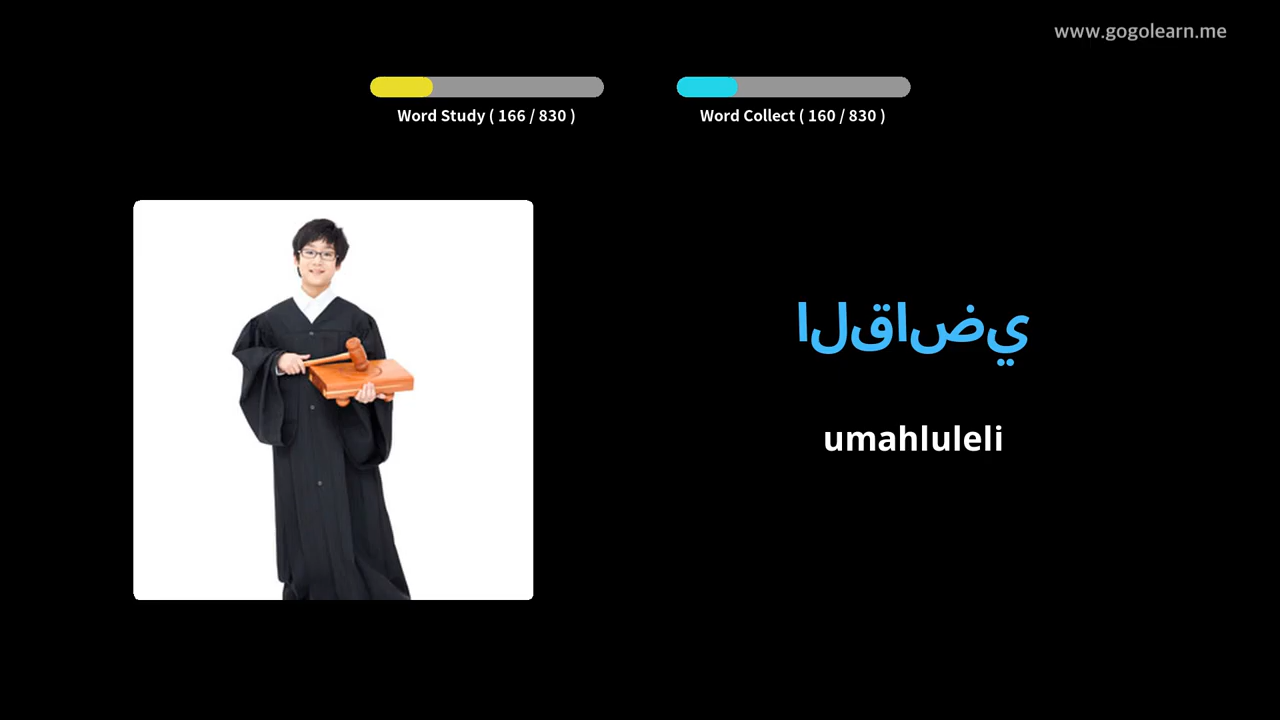 www.gogolearn.me
Word Study ( 166 / 830 )
Word Collect ( 160 / 830 )
القاضي
umahluleli